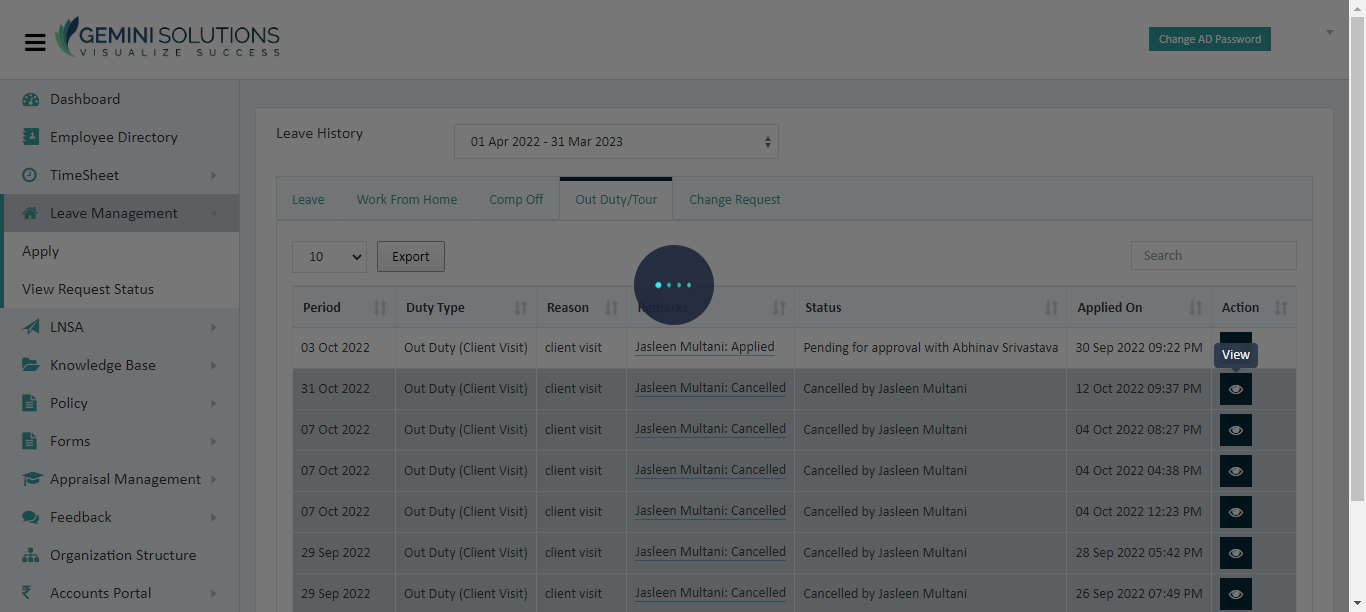 GEMINI SOLUTIONS
VISUALIZE SUCCESS
Change AD Password
Dashboard
Employee Directory
TimeSheet
Leave Management
Apply
View Request Status
LNSA
Knowledge Base
Policy
Forms
Appraisal Management
Feedback
Organization Structure
Accounts Portal
Leave History
01 Apr 2022 - 31 Mar 2023
Leave Work From Home Comp Off Out Duty/Tour Change Request
10 Export Search
Period Duty Type Reason Remarks Status Applied On Action
03 Oct 2022 Out Duty (Client Visit) client visit Jasleen Multani: Applied Pending for approval with Abhinav Srivastava 30 Sep 2022 09:22 PM
View
31 Oct 2022 Out Duty (Client Visit) client visit Jasleen Multani: Cancelled Cancelled by Jasleen Multani 12 Oct 2022 09:37 PM
07 Oct 2022 Out Duty (Client Visit) client visit Jasleen Multani: Cancelled Cancelled by Jasleen Multani 04 Oct 2022 08:27 PM
07 Oct 2022 Out Duty (Client Visit) client visit Jasleen Multani: Cancelled Cancelled by Jasleen Multani 04 Oct 2022 04:38 PM
07 Oct 2022 Out Duty (Client Visit) client visit Jasleen Multani: Cancelled Cancelled by Jasleen Multani 04 Oct 2022 12:23 PM
29 Sep 2022 Out Duty (Client Visit) client visit Jasleen Multani: Cancelled Cancelled by Jasleen Multani 28 Sep 2022 05:42 PM
29 Sep 2022 Out Duty (Client Visit) client visit Jasleen Multani: Cancelled Cancelled by Jasleen Multani 26 Sep 2022 07:49 PM